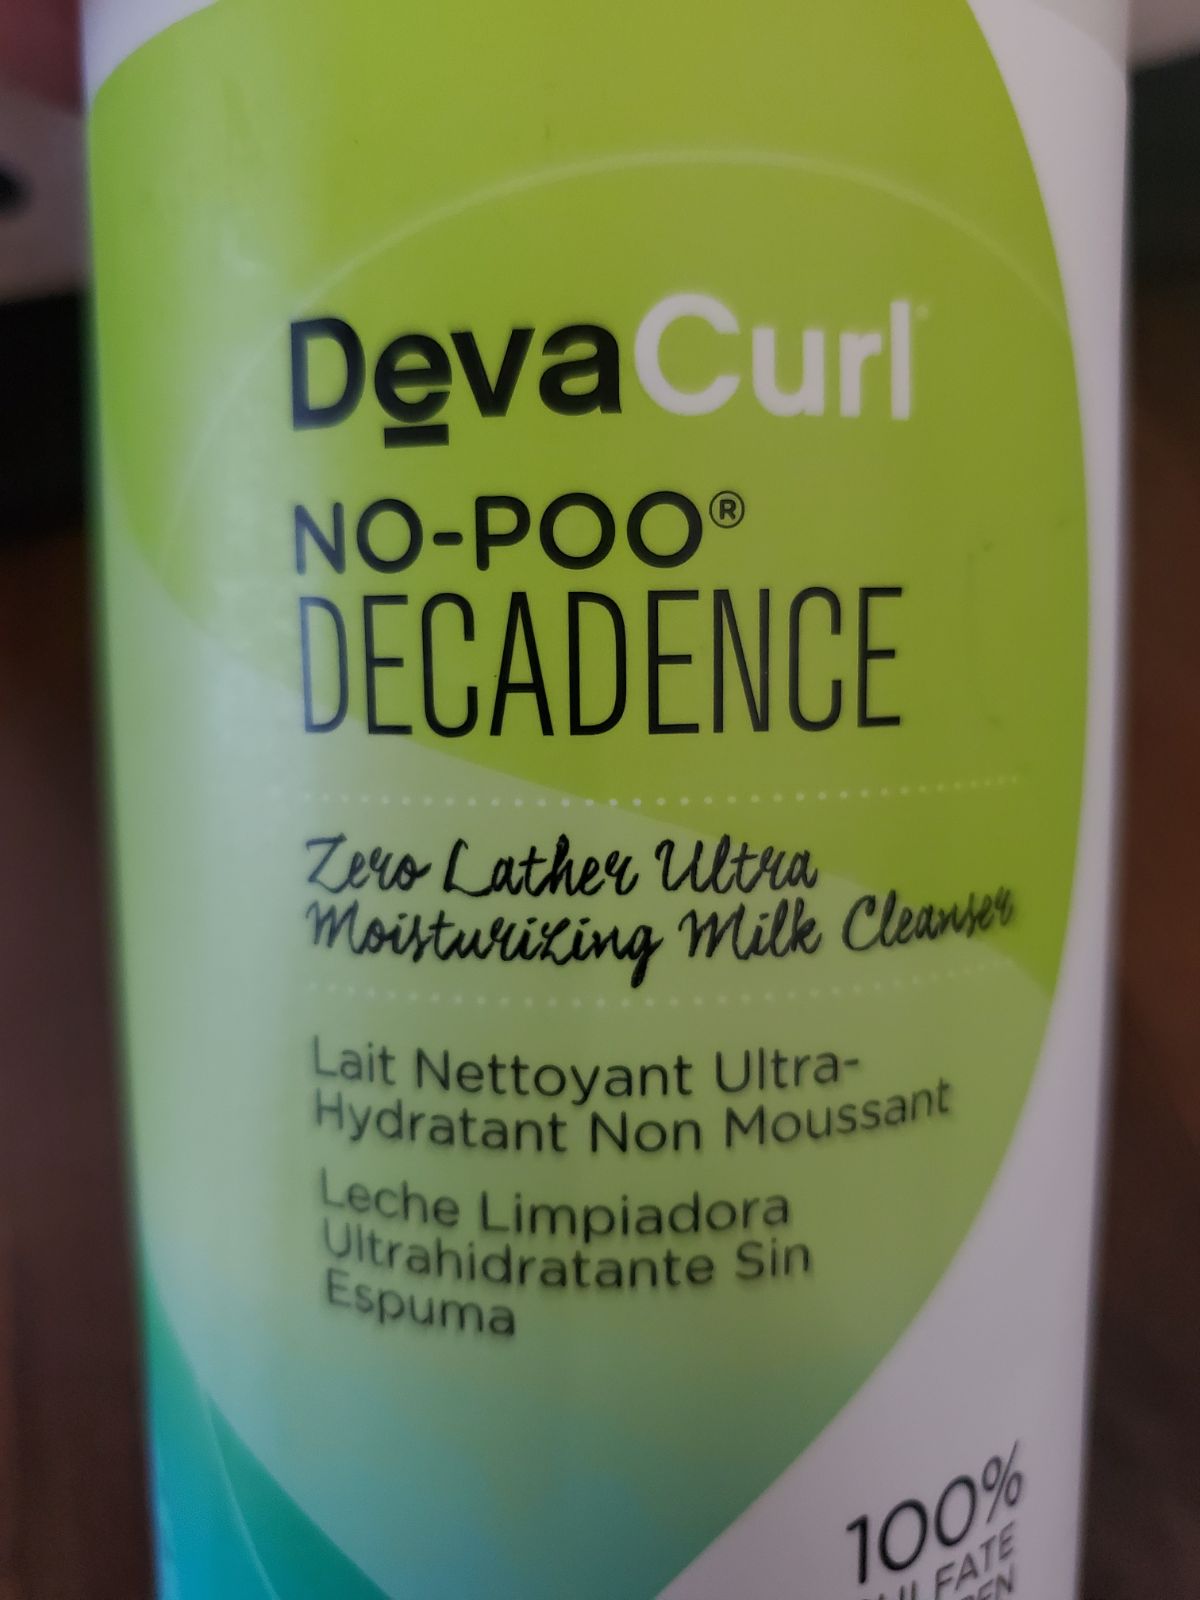 DevaCurl
NO-POO®
DECADENCE
Zero Lather Ultra
Moisturizing Milk Cleanser
Lait Nettoyant Ultra-
Hydratant Non Moussant
Leche Limpiadora
Ultrahidratante Sin
Espuma
100%
SULFATE